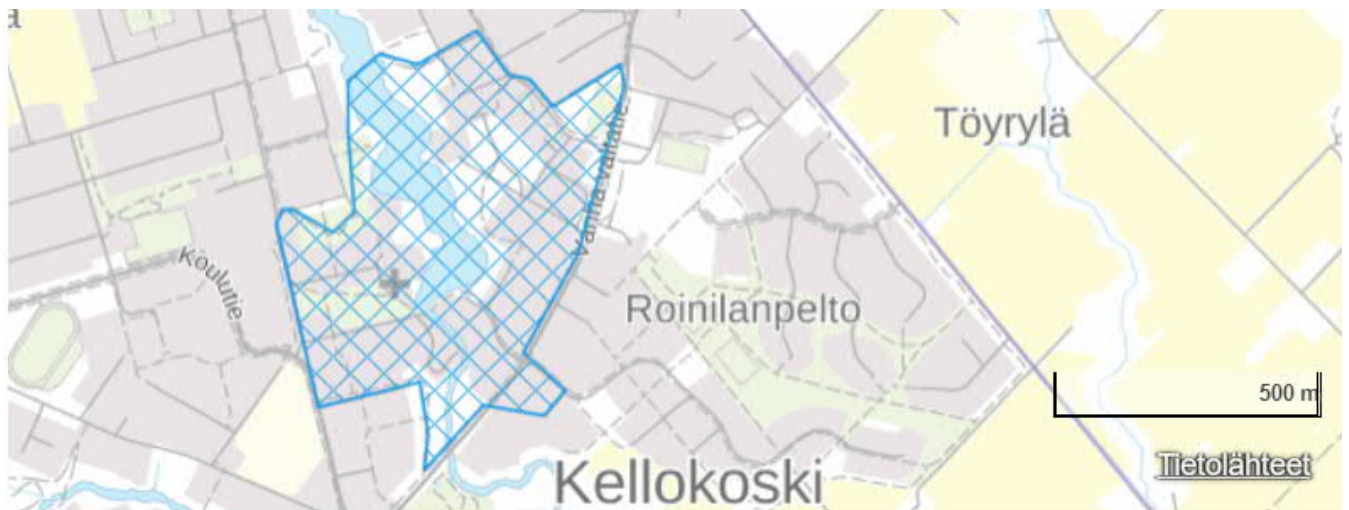 Töyrylä
Vanha valtatie
Koulutie
Roinilanpelto
500 m
Tietolähteet
Kellokoski